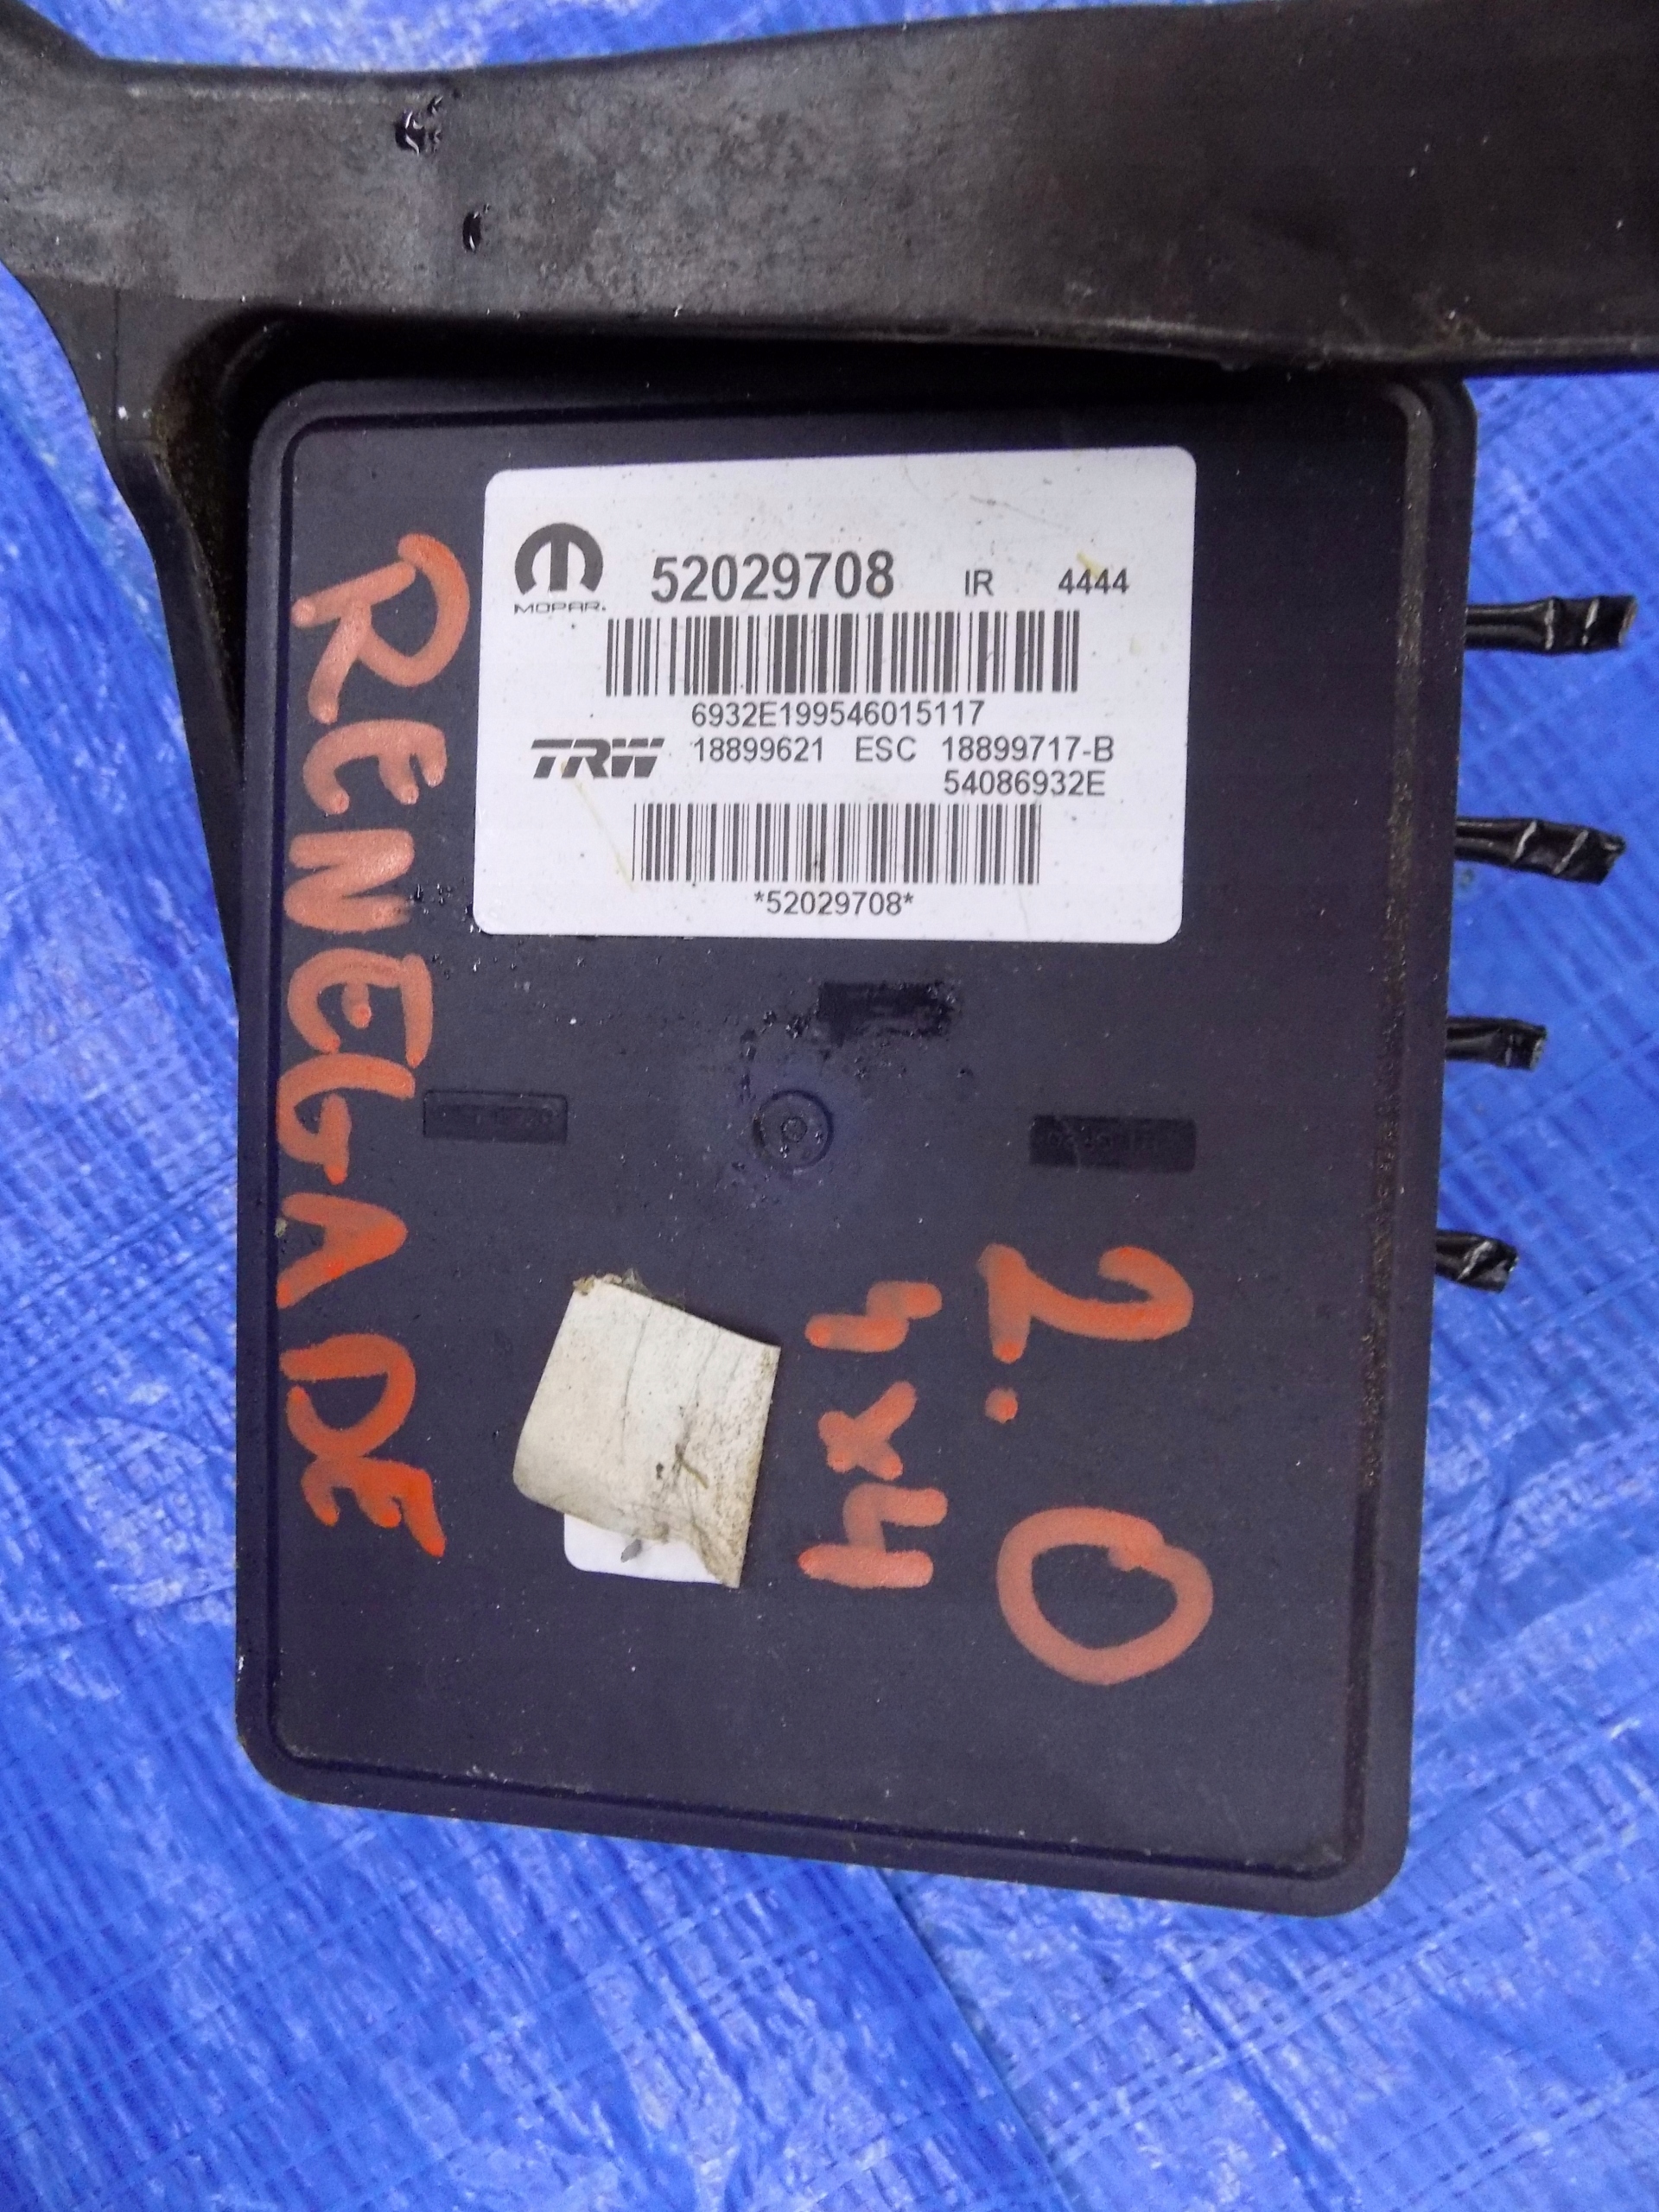 MOPAR.
52029708 IR 4444
6932E199546015117
TRW 18899621 ESC 18899717-B
54086932E
*52029708*
RENEGADE
2.0
4x4